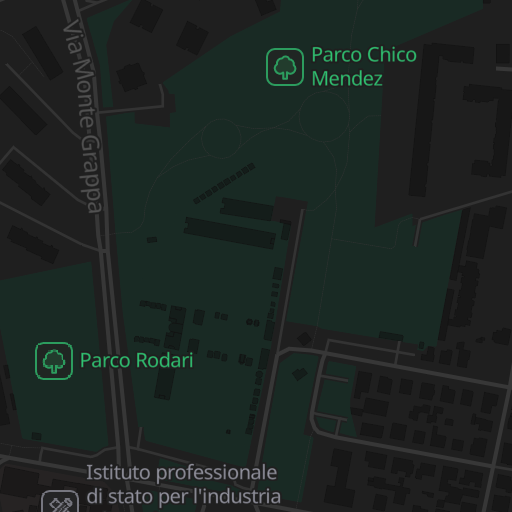 Parco Chico
Mendez
Via Monte Grappa
Parco Rodari
Istituto professionale
di stato per l'industria